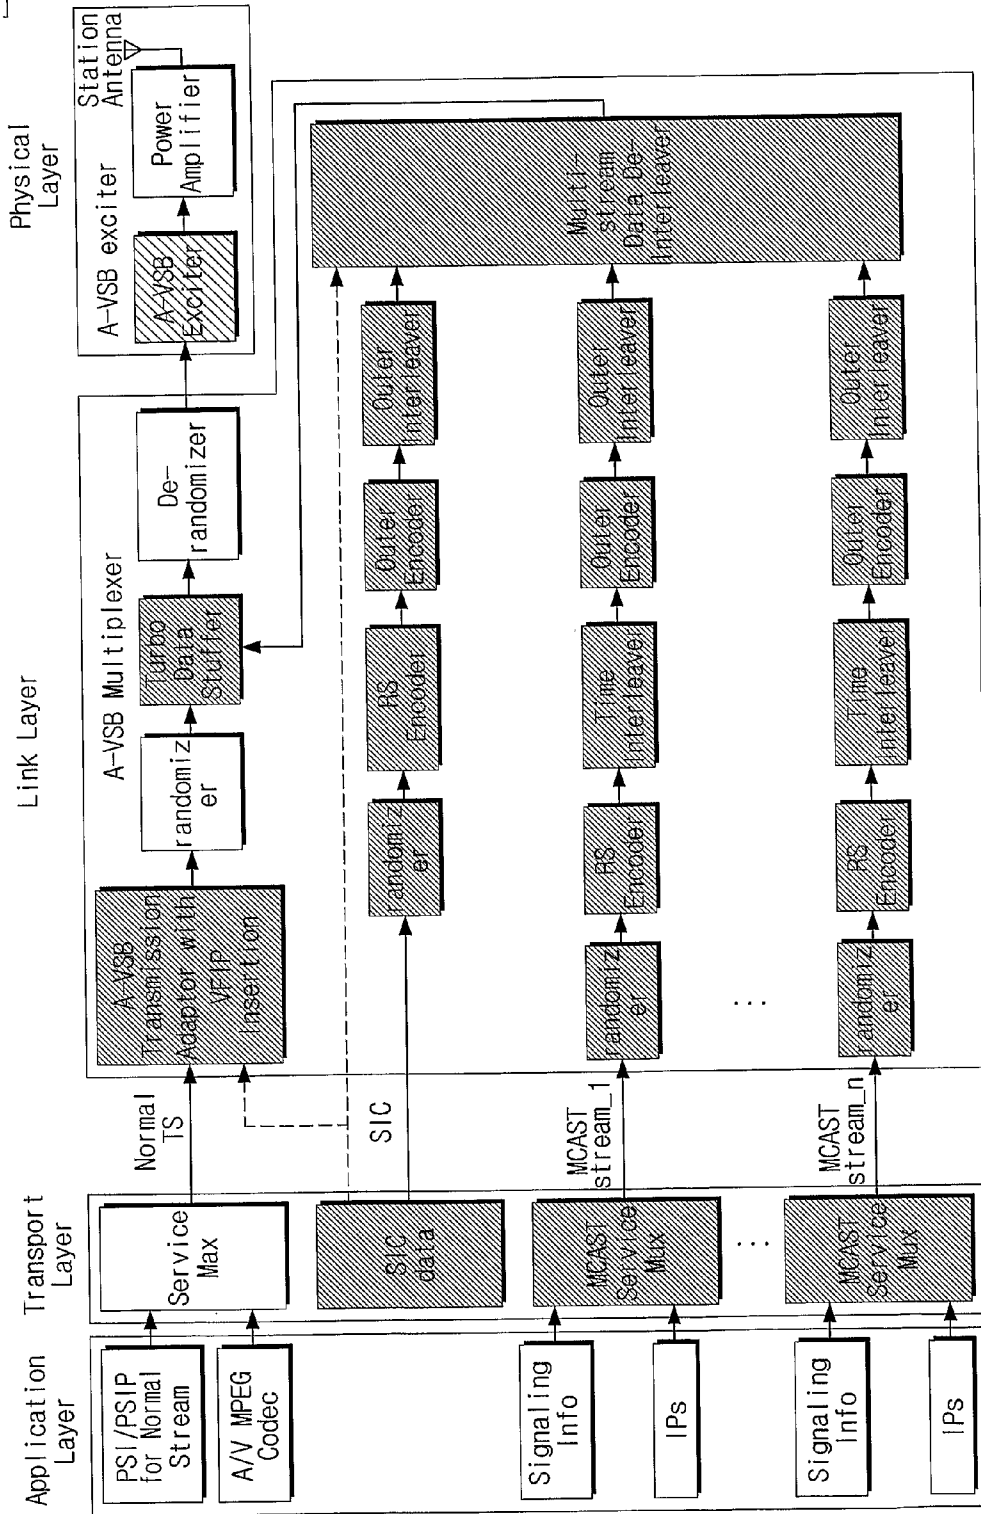 Application
Layer
Transport
Layer
Link Layer
Physical
Layer
PSI/PSIP
for Normal
Stream
A/V MPEG
Codec
Service
Max
Normal
TS
A-VSB Multiplexer
A-VSB
Transmission
Adaptor with
VFIP
Insertion
randomiz
er
Turbo
Data
Stuffer
De-
randomizer
A-VSB exciter
A-VSB
Exciter
Power
Amplifier
Station
Antenna
SIC
data
SIC
randomiz
er
RS
Encoder
Outer
Encoder
Outer
Interleaver
Multi-
stream
Data De-
Interleaver
Signaling
Info
IPs
MCAST
Service
Mux
MCAST
stream_1
randomiz
er
RS
Encoder
Time
Interleaver
Outer
Encoder
Outer
Interleaver
...
...
Signaling
Info
IPs
MCAST
Service
Mux
MCAST
stream_n
randomiz
er
RS
Encoder
Time
Interleaver
Outer
Encoder
Outer
Interleaver